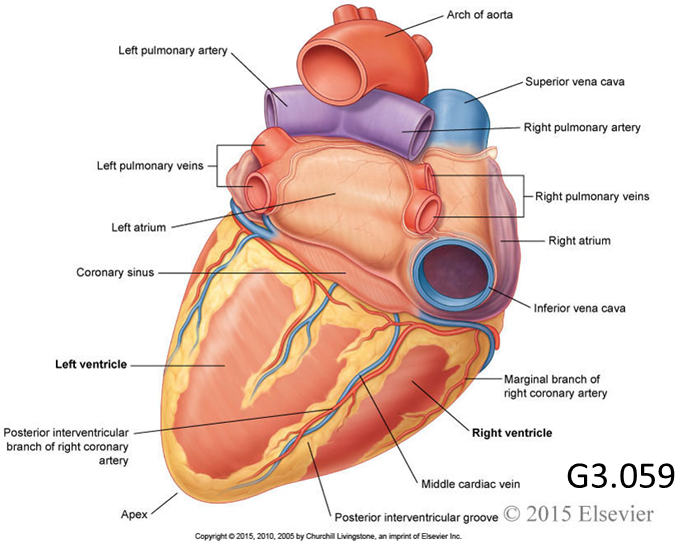 Arch of aorta
Left pulmonary artery
Superior vena cava
Right pulmonary artery
Left pulmonary veins
Right pulmonary veins
Left atrium
Right atrium
Coronary sinus
Inferior vena cava
Left ventricle
Marginal branch of
right coronary artery
Posterior interventricular
branch of right coronary
artery
Right ventricle
Middle cardiac vein
G3.059
Apex
Posterior interventricular groove
© 2015 Elsevier
Copyright © 2015, 2010, 2005 by Churchill Livingstone, an imprint of Elsevier Inc.